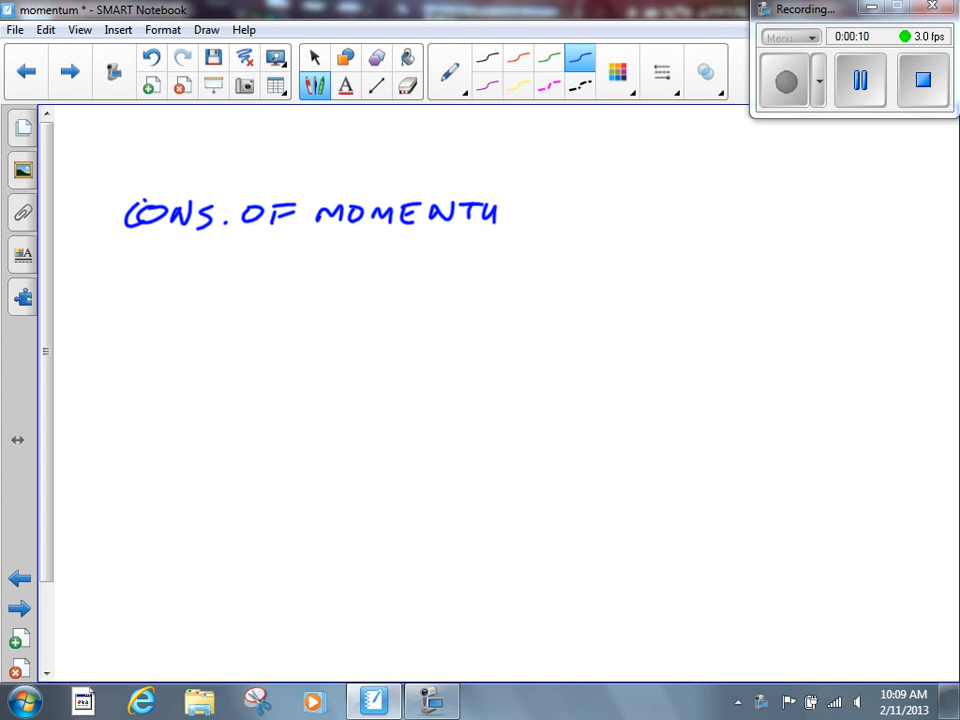 momentum * - SMART Notebook
Recording...
File Edit View Insert Format Draw Help
Menu 0:00:10 3.0 fps
CONS. OF MOMENTU
10:09 AM
2/11/2013